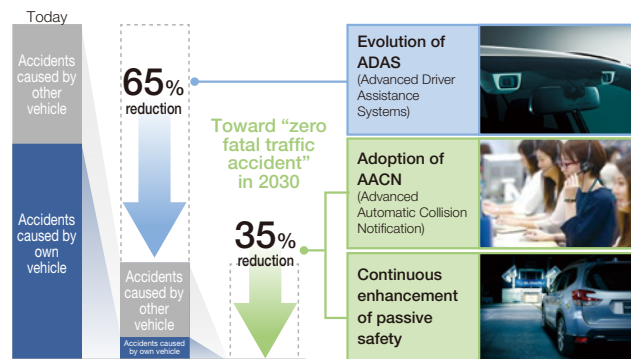 Today
Accidents
caused by
other
vehicle
Accidents
caused by
own
vehicle
65%
reduction
Accidents
caused by
other
vehicle
Accidents caused
by own vehicle
Toward “zero
fatal traffic
accident”
in 2030
35%
reduction
Evolution of
ADAS
(Advanced Driver
Assistance
Systems)
Adoption of
AACN
(Advanced
Automatic Collision
Notification)
Continuous
enhancement
of passive
safety